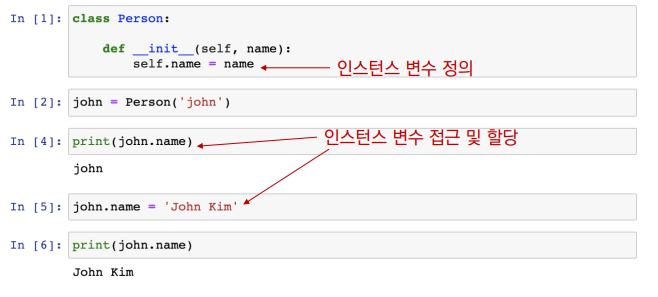 In [1]: class Person:
def __init__(self, name):
self.name = name 인스턴스 변수 정의
In [2]: john = Person('john')
In [4]: print(john.name) 인스턴스 변수 접근 및 할당
john
In [5]: john.name = 'John Kim'
In [6]: print(john.name)
John Kim